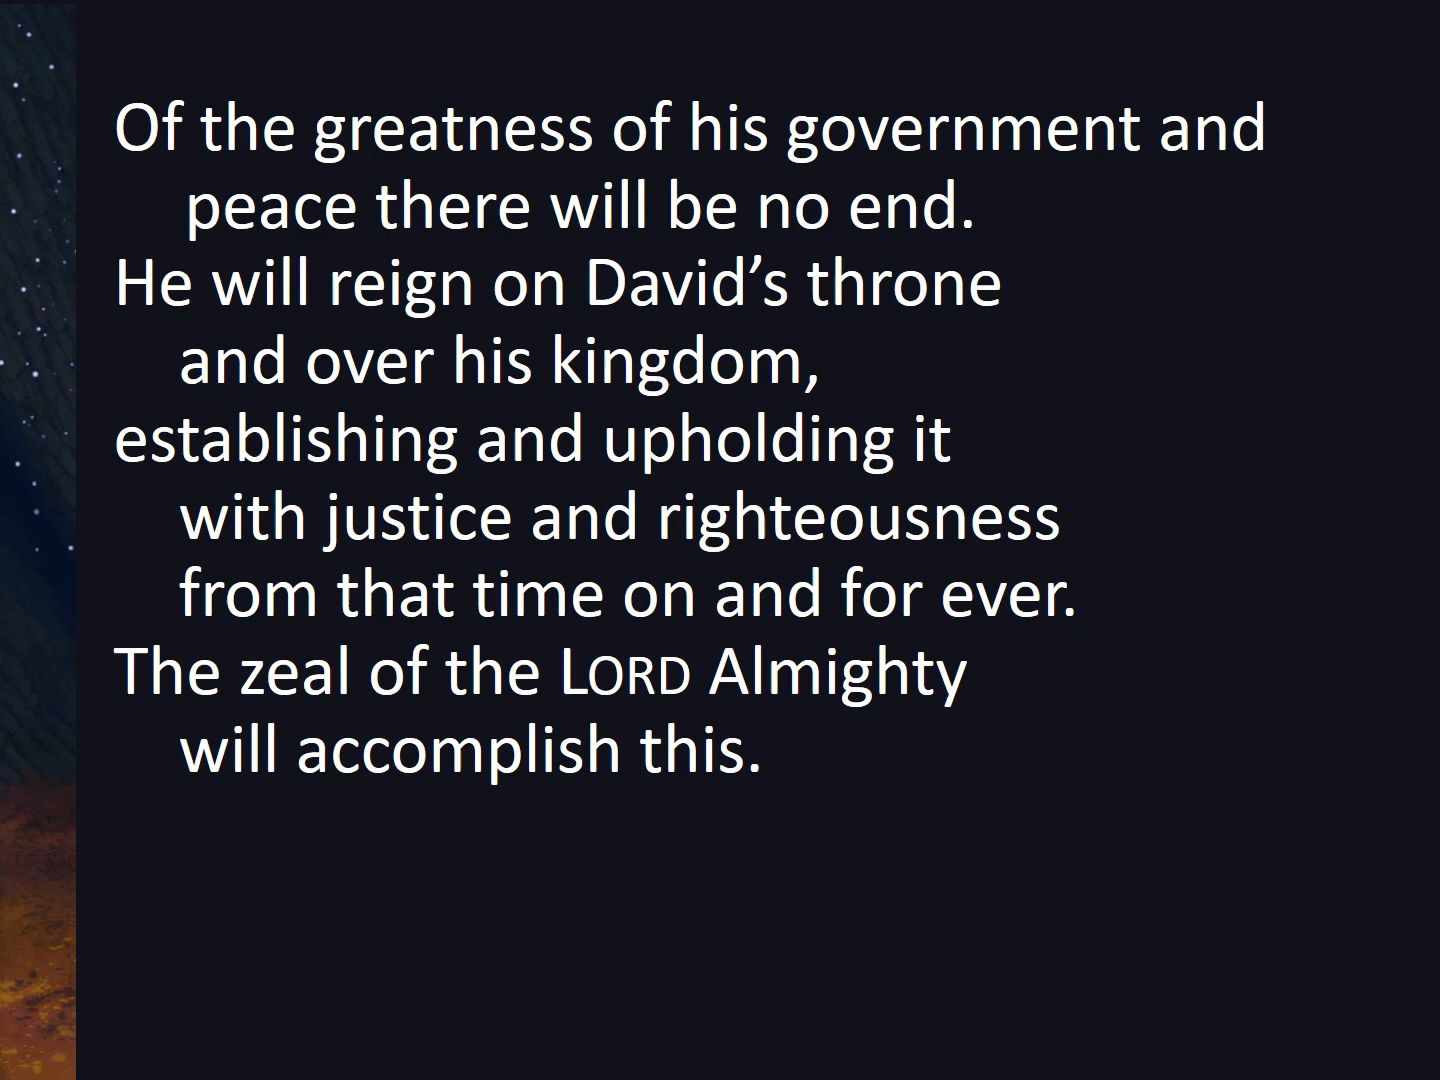 Of the greatness of his government and
peace there will be no end.
He will reign on David’s throne
and over his kingdom,
establishing and upholding it
with justice and righteousness
from that time on and for ever.
The zeal of the LORD Almighty
will accomplish this.